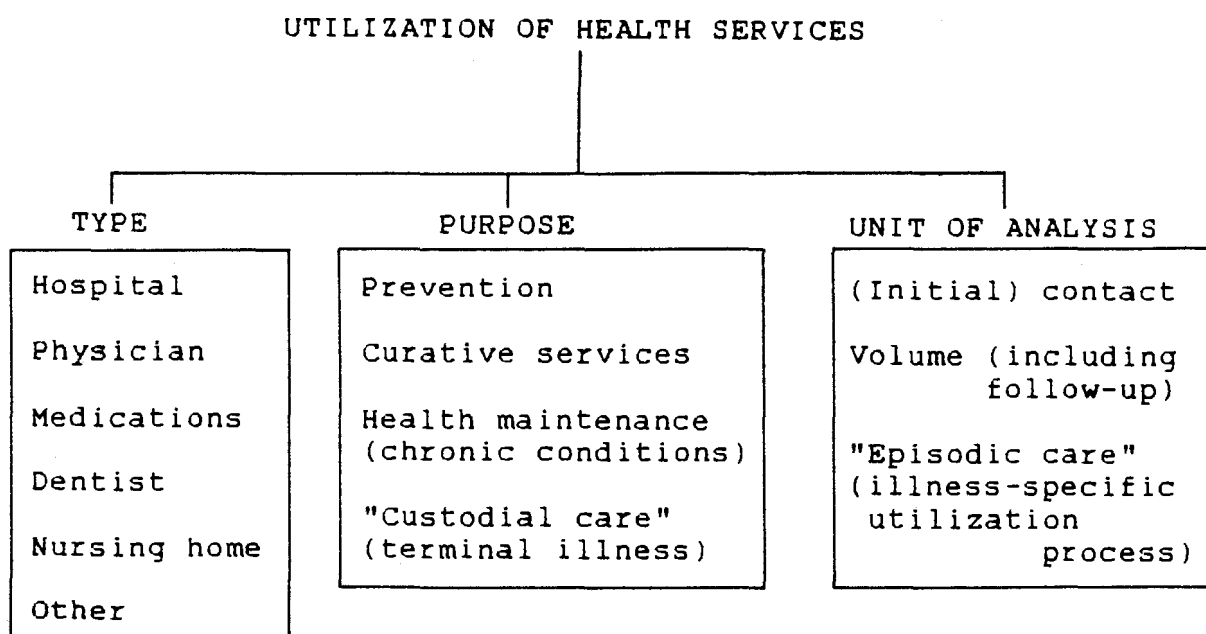 UTILIZATION OF HEALTH SERVICES
TYPE
Hospital
Physician
Medications
Dentist
Nursing home
Other
PURPOSE
Prevention
Curative services
Health maintenance
(chronic conditions)
"Custodial care"
(terminal illness)
UNIT OF ANALYSIS
(Initial) contact
Volume (including
follow-up)
"Episodic care"
(illness-specific
utilization
process)